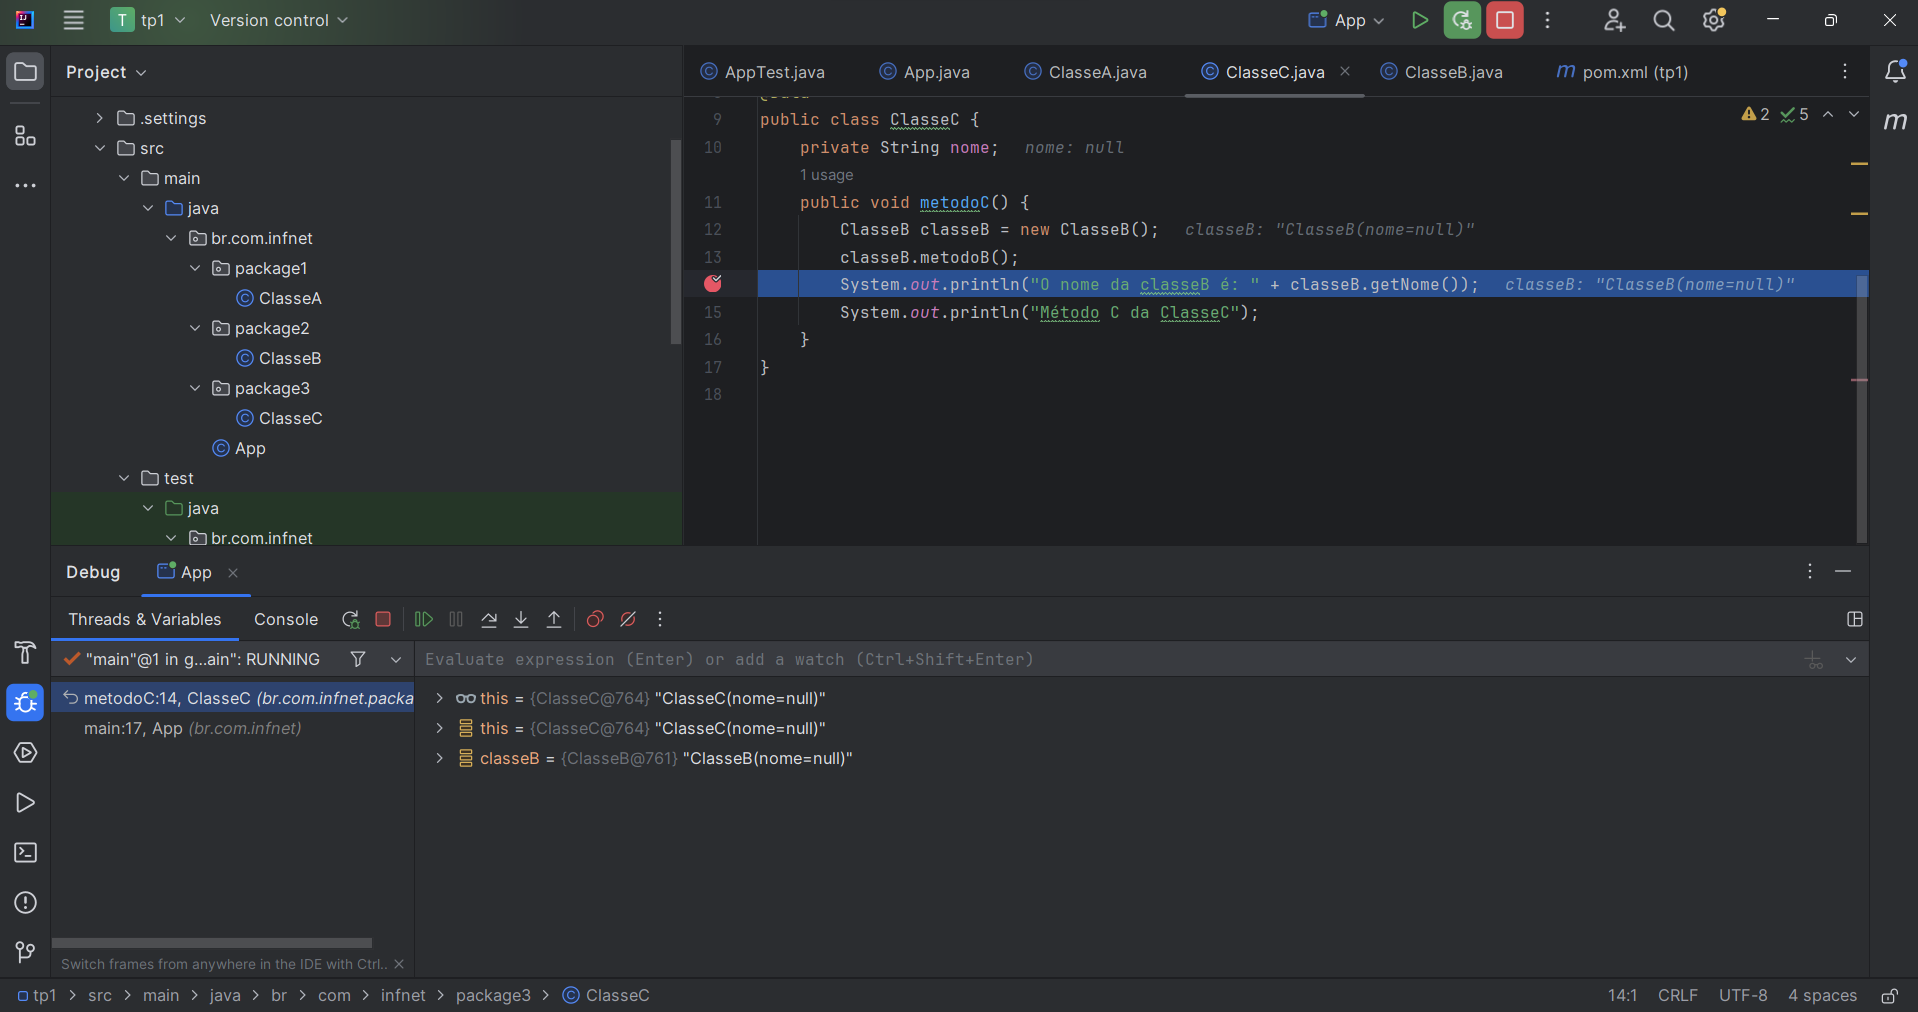 T tp1 Version control App
Project
AppTest.java App.java ClasseA.java ClasseC.java ClasseB.java m pom.xml (tp1)
.settings
src
main
java
br.com.infnet
package1
ClasseA
package2
ClasseB
package3
ClasseC
App
test
java
br.com.infnet
2 5
m
9 public class ClasseC {
10 private String nome; nome: null
1 usage
11 public void metodoC() {
12 ClasseB classeB = new ClasseB(); classeB: "ClasseB(nome=null)"
13 classeB.metodoB();
System.out.println("O nome da classeB é: " + classeB.getNome()); classeB: "ClasseB(nome=null)"
15 System.out.println("Método C da ClasseC");
16 }
17 }
18
Debug App
Threads & Variables Console
"main"@1 in g...ain": RUNNING
Evaluate expression (Enter) or add a watch (Ctrl+Shift+Enter)
metodoC:14, ClasseC (br.com.infnet.packa
main:17, App (br.com.infnet)
this = {ClasseC@764} "ClasseC(nome=null)"
this = {ClasseC@764} "ClasseC(nome=null)"
classeB = {ClasseB@761} "ClasseB(nome=null)"
Switch frames from anywhere in the IDE with Ctrl..
tp1 > src > main > java > br > com > infnet > package3 > ClasseC
14:1 CRLF UTF-8 4 spaces